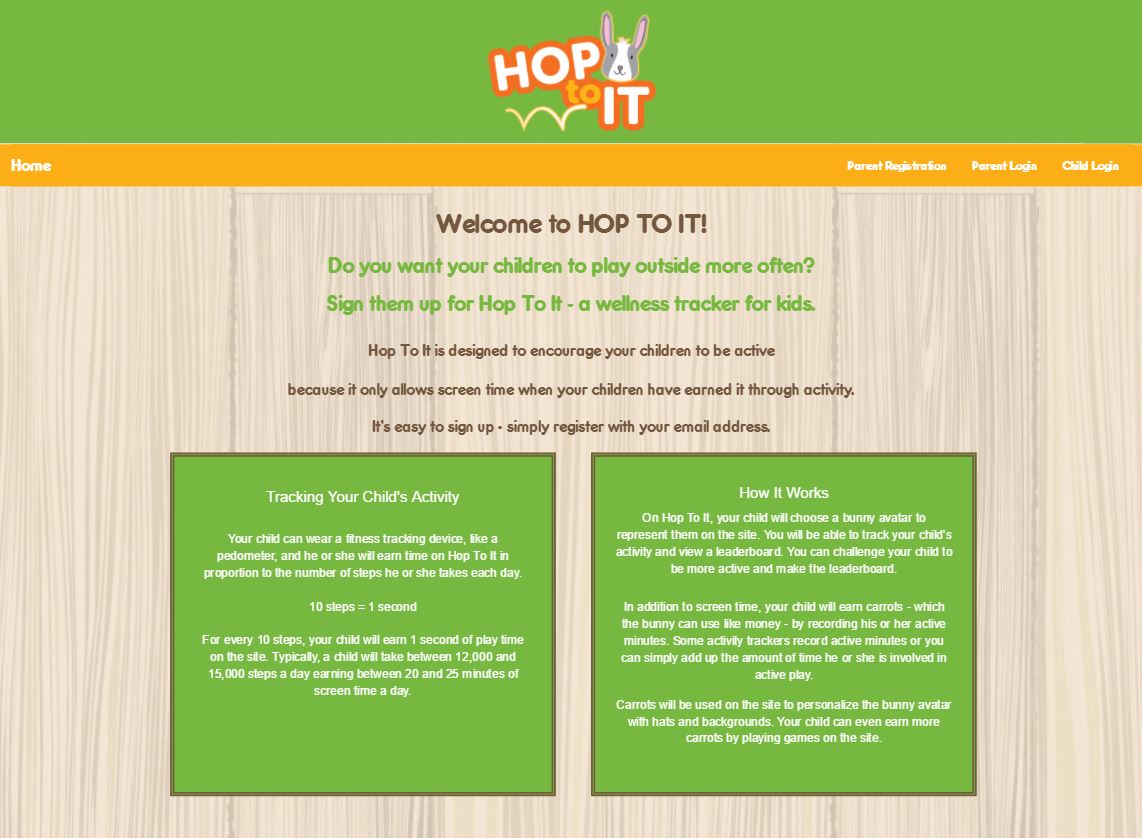 HOP
to
IT
Home
Parent Registration Parent Login Child Login
Welcome to HOP TO IT!
Do you want your children to play outside more often?
Sign them up for Hop To It - a wellness tracker for kids.
Hop To It is designed to encourage your children to be active
because it only allows screen time when your children have earned it through activity.
It's easy to sign up - simply register with your email address.
Tracking Your Child's Activity
Your child can wear a fitness tracking device, like a
pedometer, and he or she will earn time on Hop To It in
proportion to the number of steps he or she takes each day.
10 steps = 1 second
For every 10 steps, your child will earn 1 second of play time
on the site. Typically, a child will take between 12,000 and
15,000 steps a day earning between 20 and 25 minutes of
screen time a day.
How It Works
On Hop To It, your child will choose a bunny avatar to
represent them on the site. You will be able to track your child's
activity and view a leaderboard. You can challenge your child to
be more active and make the leaderboard.
In addition to screen time, your child will earn carrots - which
the bunny can use like money - by recording his or her active
minutes. Some activity trackers record active minutes or you
can simply add up the amount of time he or she is involved in
active play.
Carrots will be used on the site to personalize the bunny avatar
with hats and backgrounds. Your child can even earn more
carrots by playing games on the site.